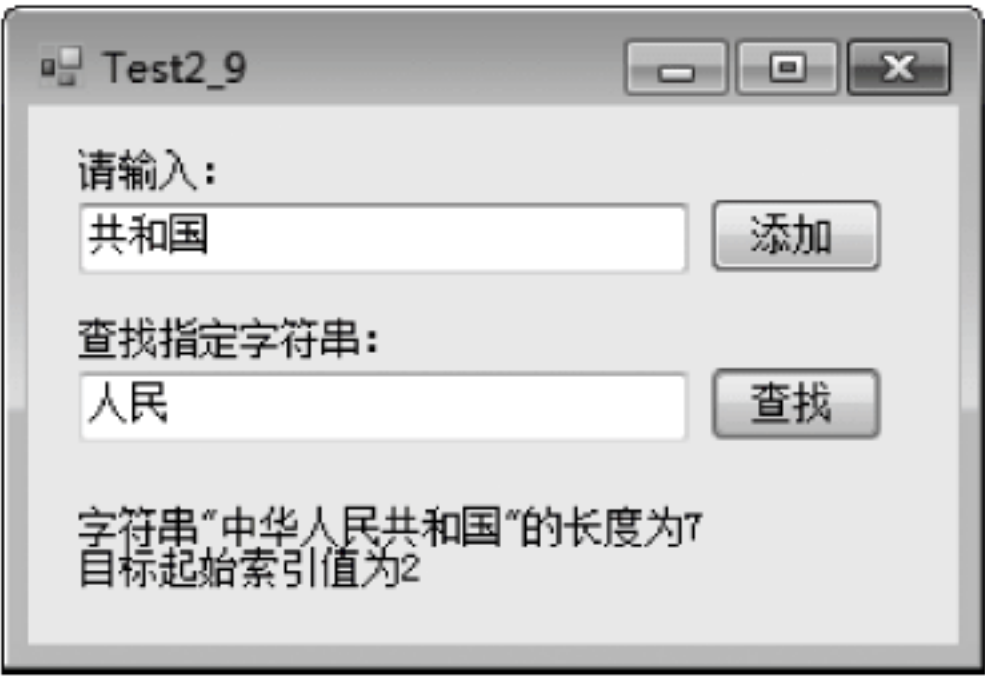 Test2_9
请输入:
共和国 添加
查找指定字符串:
人民 查找
字符串"中华人民共和国"的长度为7
目标起始索引值为2